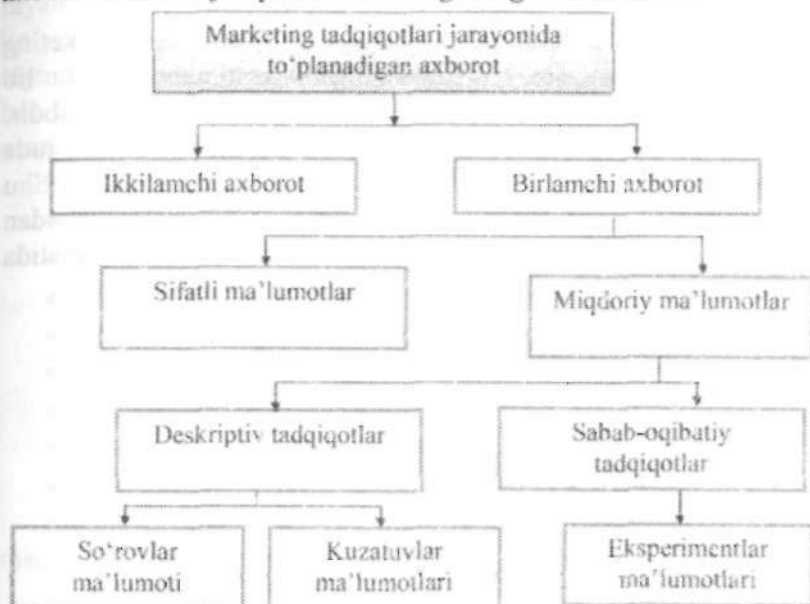 Marketing tadqiqotlari jarayonida
to‘planadigan axborot
Ikkilamchi axborot
Birlamchi axborot
Sifatli ma’lumotlar
Miqdoriy ma’lumotlar
Deskriptiv tadqiqotlar
Sabab-oqibatiy
tadqiqotlar
So‘rovlar
ma’lumoti
Kuzatuvlar
ma’lumotlari
Eksperimentlar
ma’lumotlari